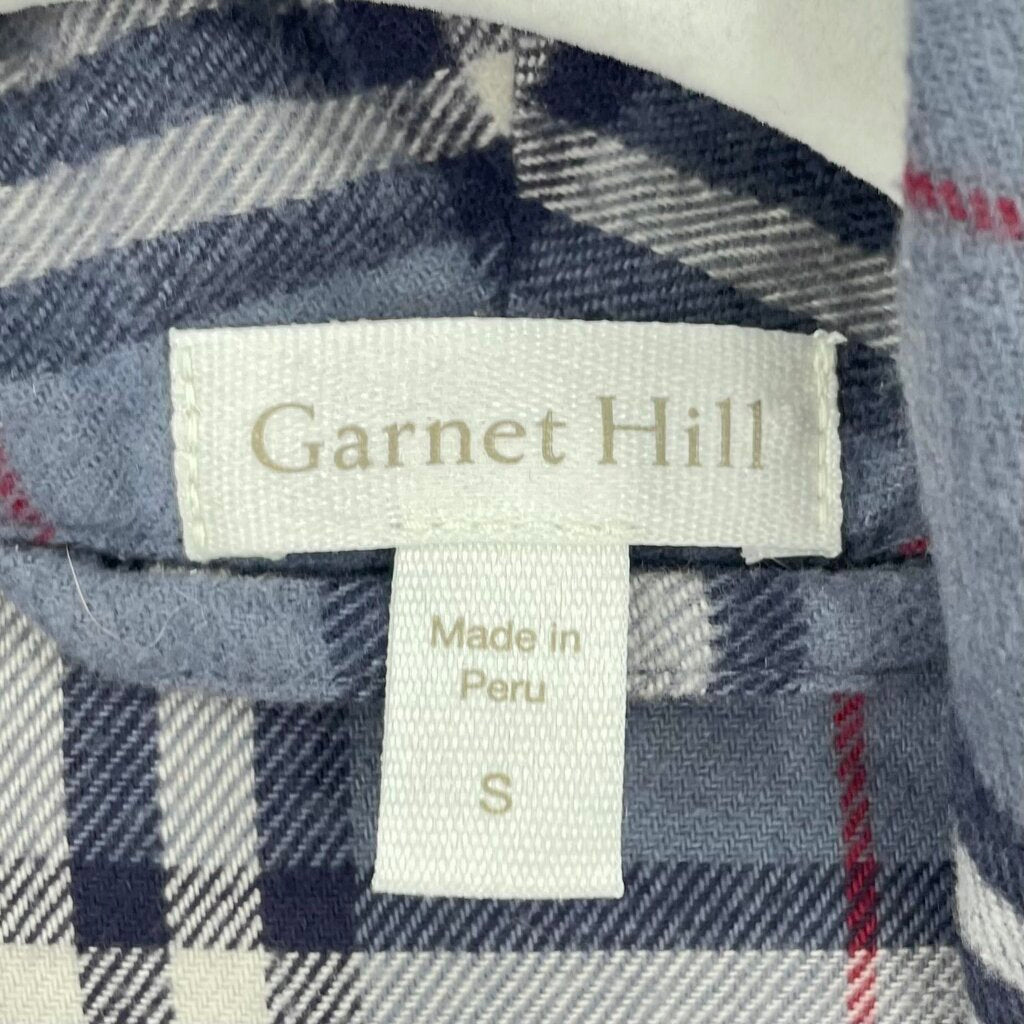 Garnet Hill
Made in
Peru
S